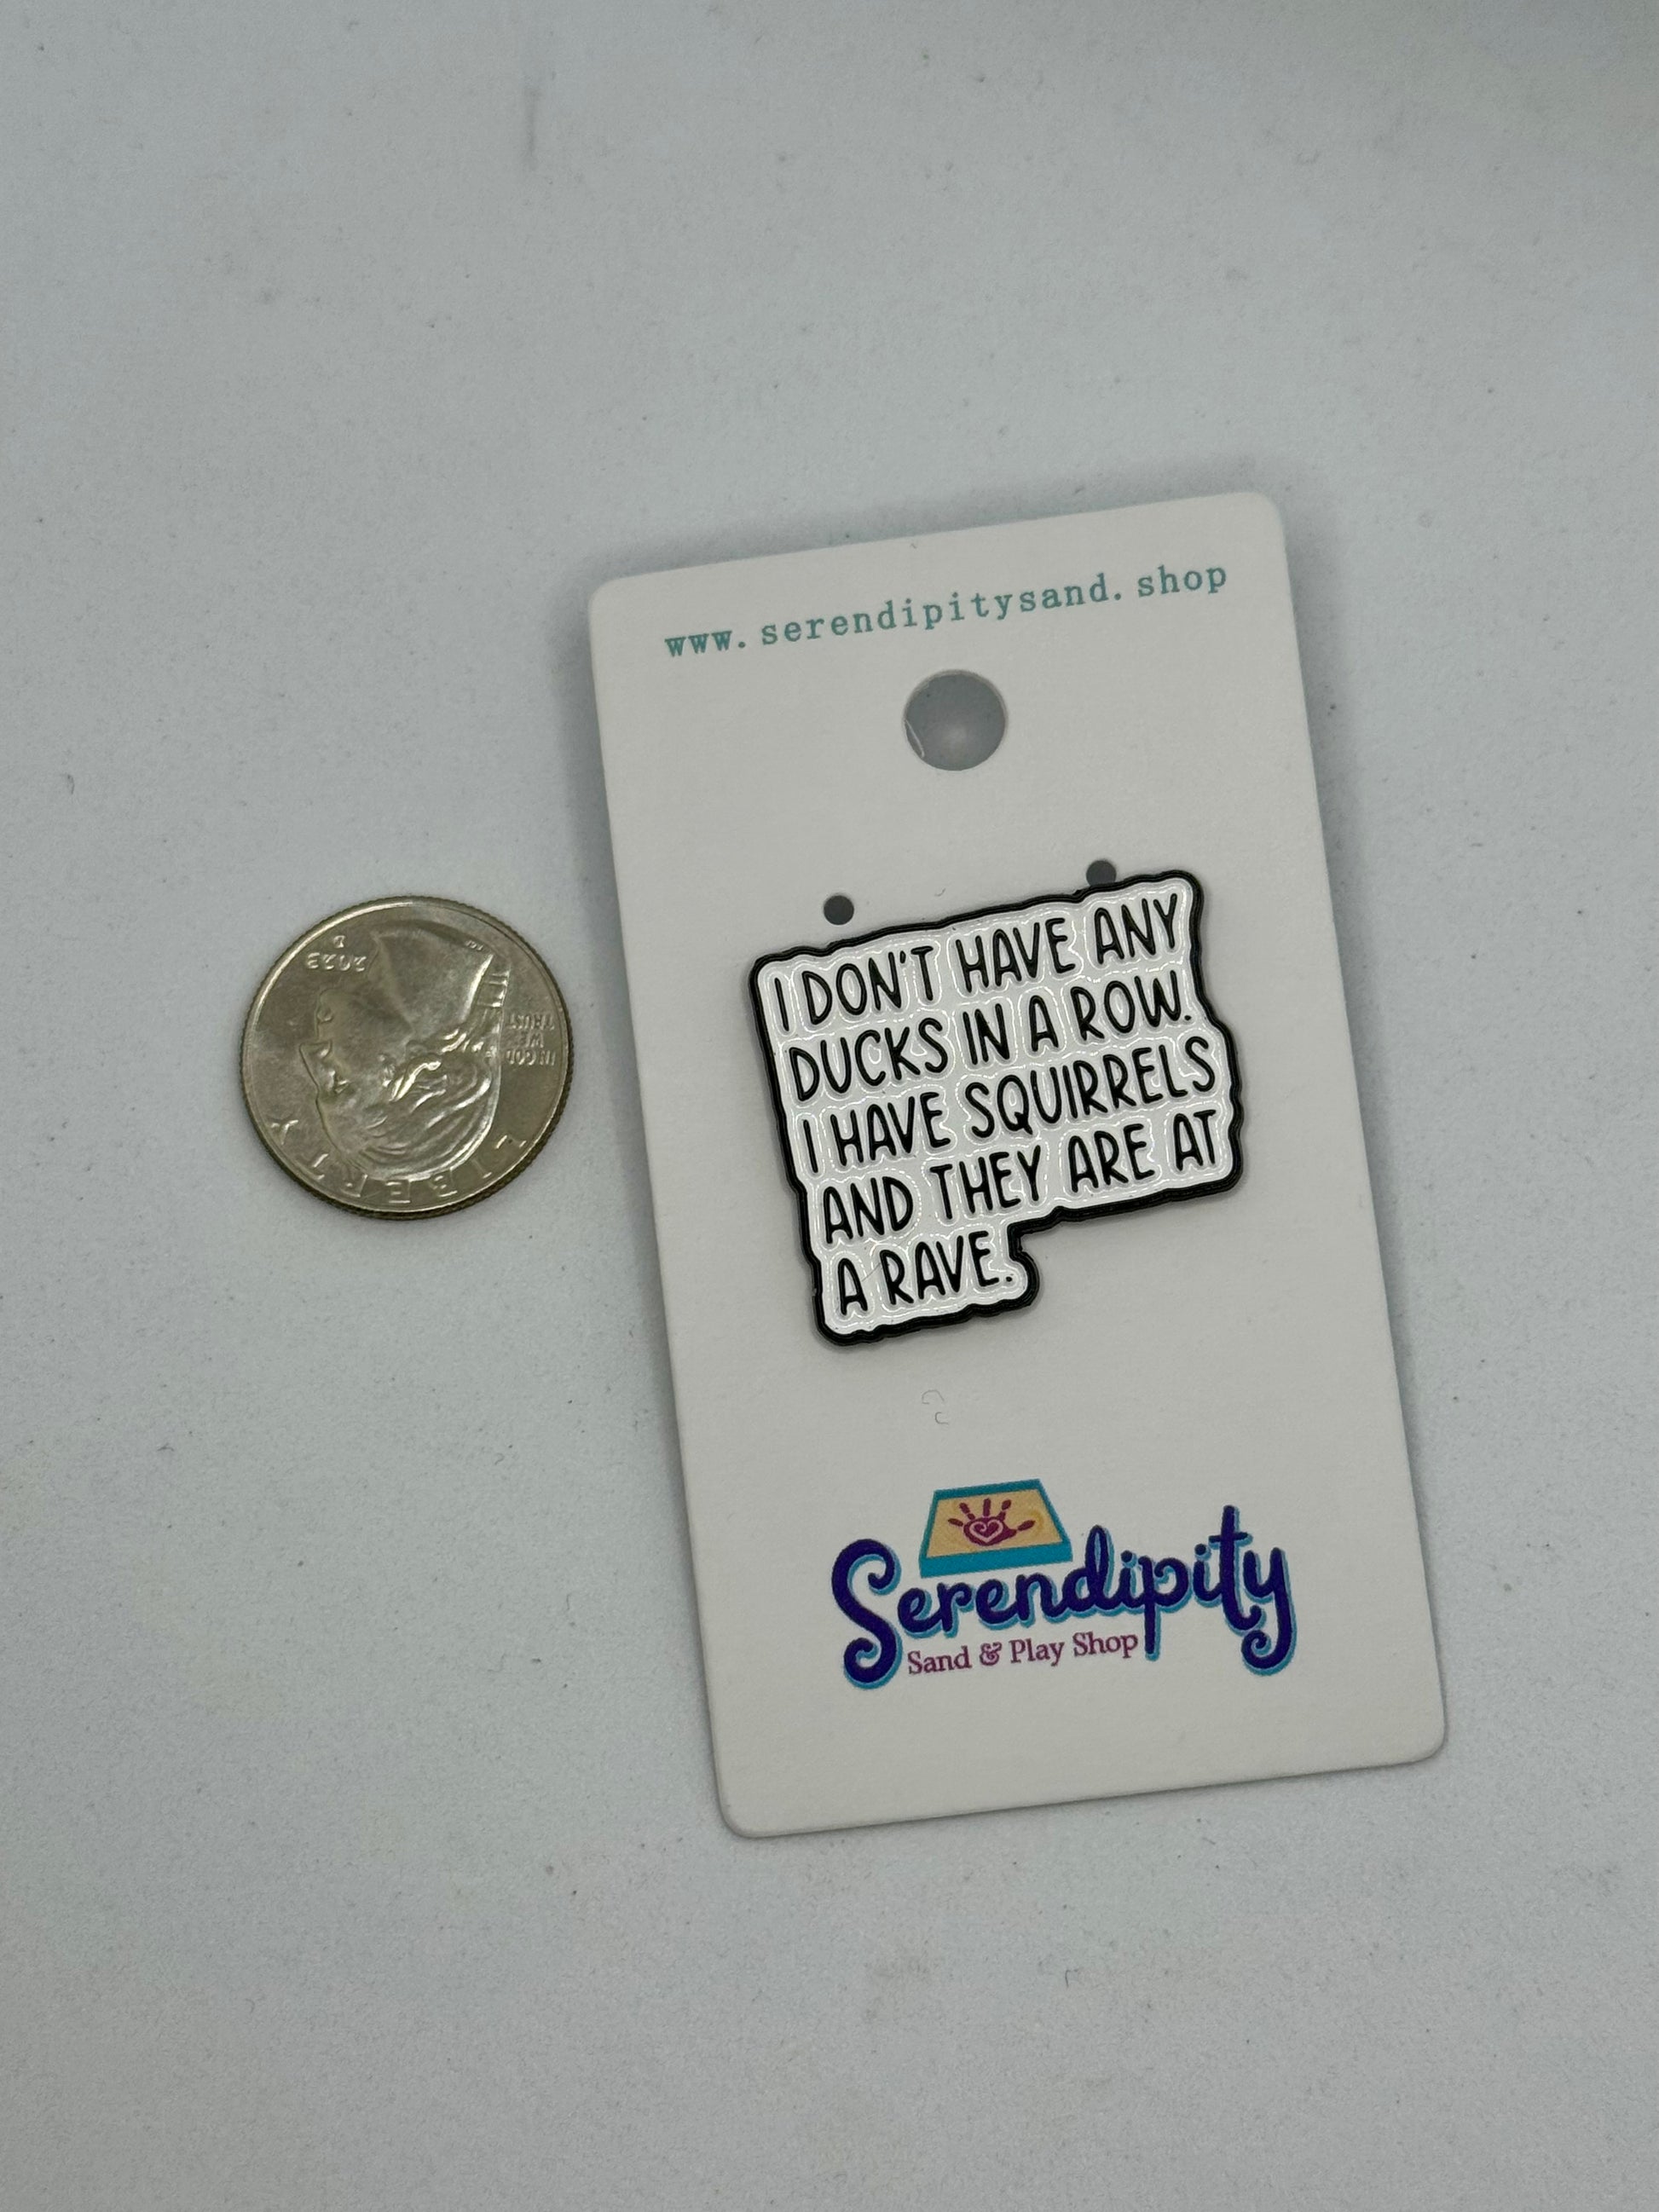 www.serendipitysand.shop
I DON'T HAVE ANY
DUCKS IN A ROW.
I HAVE SQUIRRELS
AND THEY ARE AT
A RAVE.
Serendipity
Sand & Play Shop
LIBERTY
IN GOD
WE
TRUST
2023
D